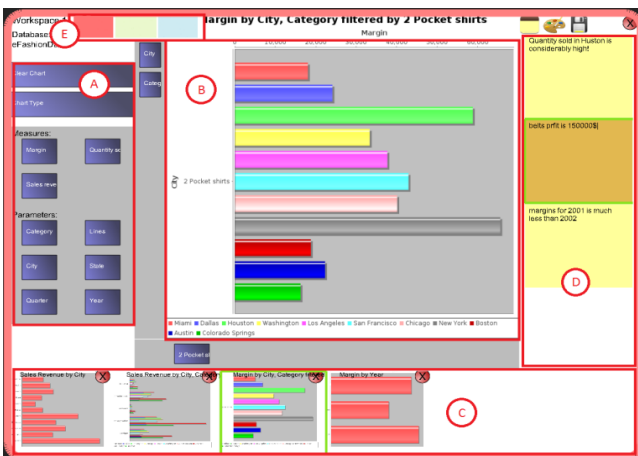 Workspace
Margin by City, Category filtered by 2 Pocket shirts
E
Database:
eFashionDa
Margin
0 10,000 20,000 30,000 40,000 50,000 60,000
Clear Chart
A
Chart Type
City
Categ
B
Quantity sold in Huston is
considerably high!
belts prfit is 150000$|
margins for 2001 is much
less than 2002
D
Measures:
Margin
Quantity so
Sales reve
Parameters:
Category
Lines
City
State
Quarter
Year
City
2 Pocket shirts
Miami Dallas Houston Washington Los Angeles San Francisco Chicago New York Boston
Austin Colorado Springs
2 Pocket sh
Sales Revenue by City
X
Sales Revenue by City, Ca
X
Margin by City, Category
X
Margin by Year
X
C
X